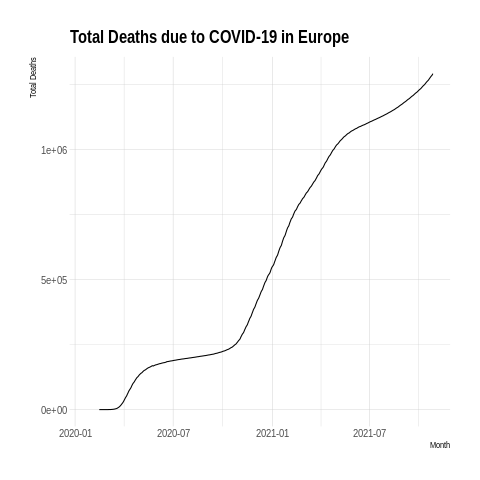 Total Deaths due to COVID-19 in Europe
Total Deaths
1e+06
5e+05
0e+00
2020-01 2020-07 2021-01 2021-07
Month